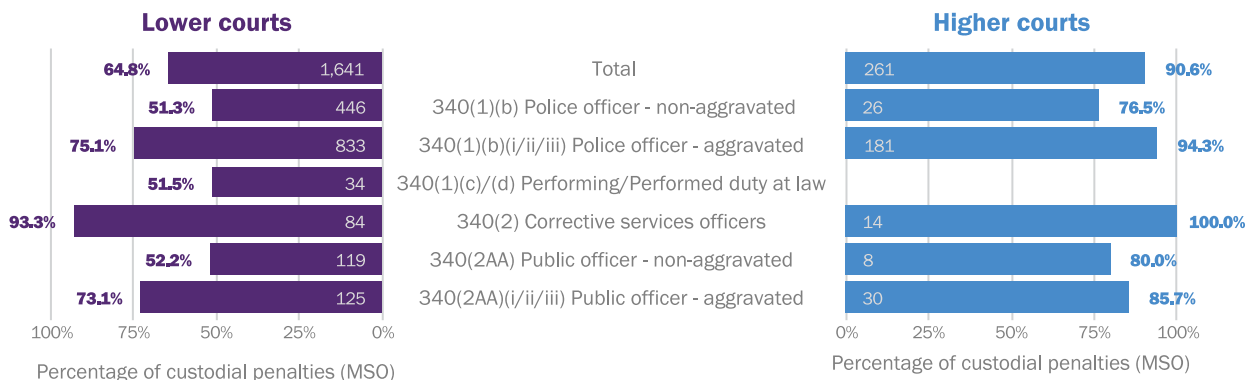 Lower courts
Higher courts
64.8% 1,641 Total 261 90.6%
51.3% 446 340(1)(b) Police officer - non-aggravated 26 76.5%
75.1% 833 340(1)(b)(i/ii/iii) Police officer - aggravated 181 94.3%
51.5% 34 340(1)(c)/(d) Performing/Performed duty at law
93.3% 84 340(2) Corrective services officers 14 100.0%
52.2% 119 340(2AA) Public officer - non-aggravated 8 80.0%
73.1% 125 340(2AA)(i/ii/iii) Public officer - aggravated 30 85.7%
100% 75% 50% 25% 0% 0% 25% 50% 75% 100%
Percentage of custodial penalties (MSO) Percentage of custodial penalties (MSO)